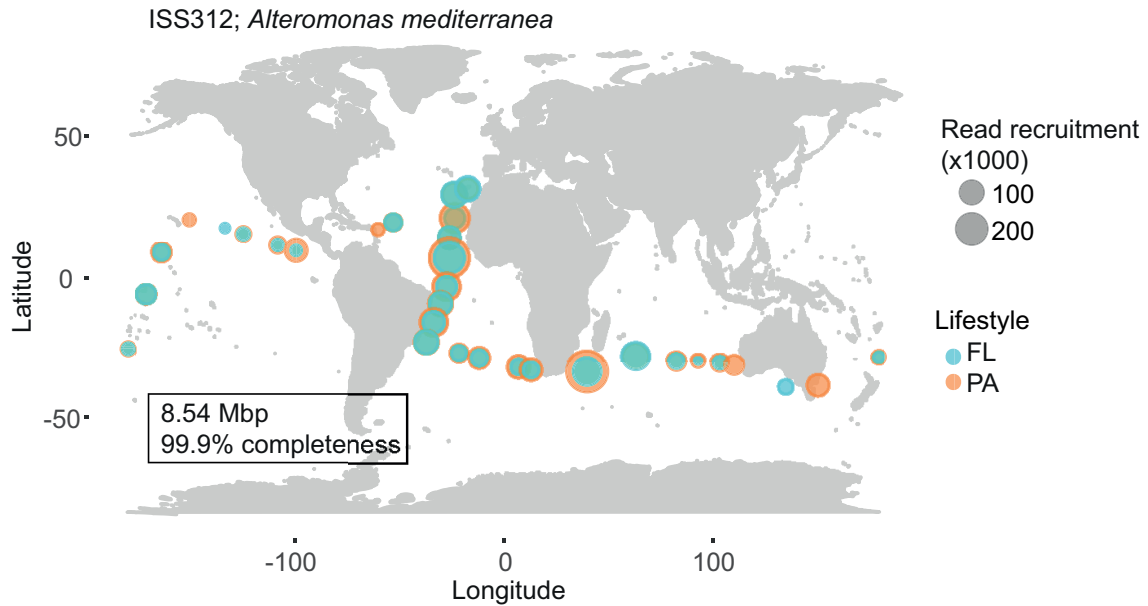 ISS312; Alteromonas mediterranea
50
0
-50
Latitude
8.54 Mbp
99.9% completeness
-100
0
100
Longitude
Read recruitment
(x1000)
100
200
Lifestyle
FL
PA